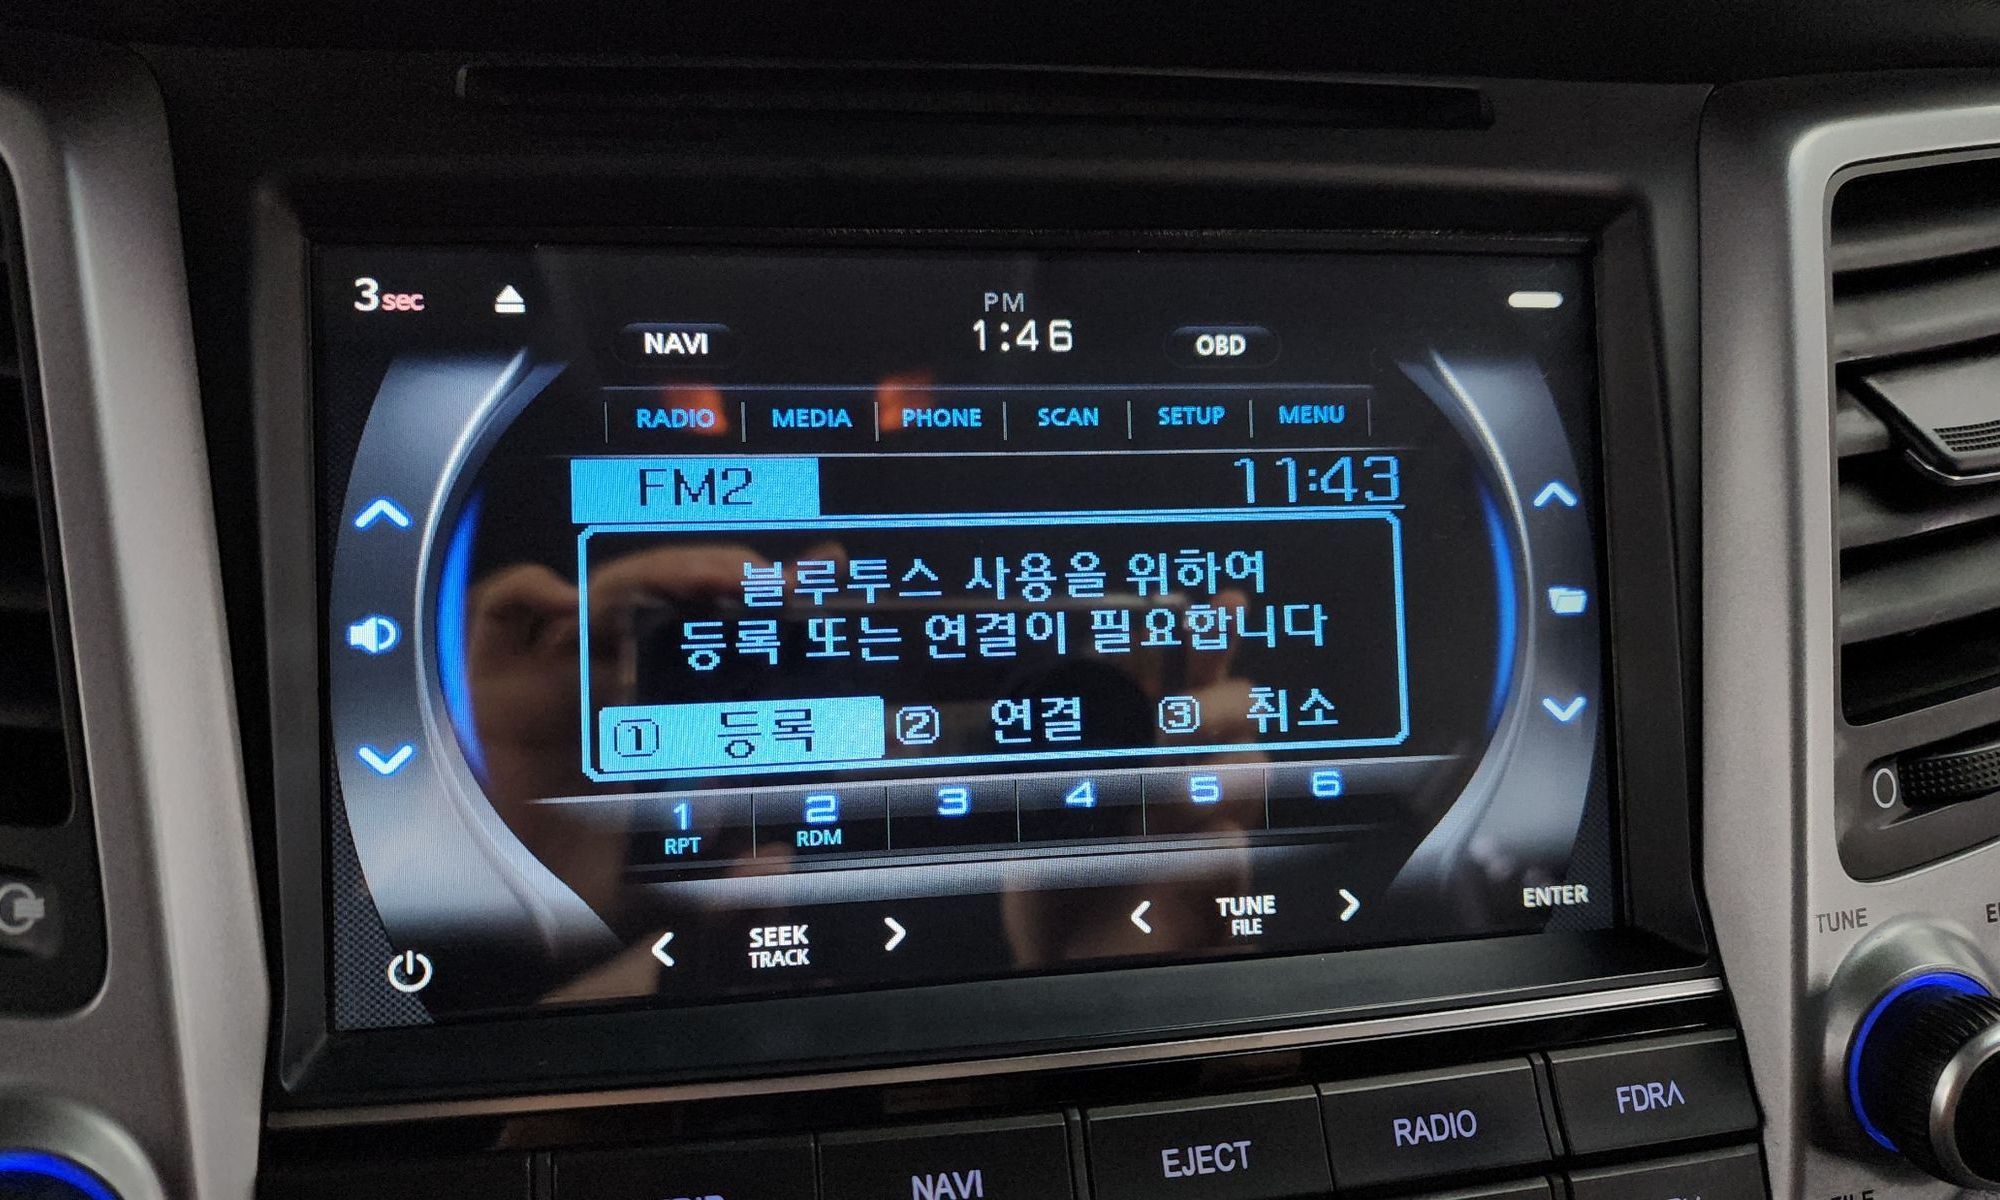 3sec
PM
1:46
NAVI
OBD
RADIO MEDIA PHONE SCAN SETUP MENU
FM2 11:43
블루투스 사용을 위하여
등록 또는 연결이 필요합니다
① 등록 ② 연결 ③ 취소
1 2 3 4 5 6
RPT RDM
SEEK
TRACK
TUNE
FILE
ENTER
TUNE
NAVI EJECT RADIO
FILE